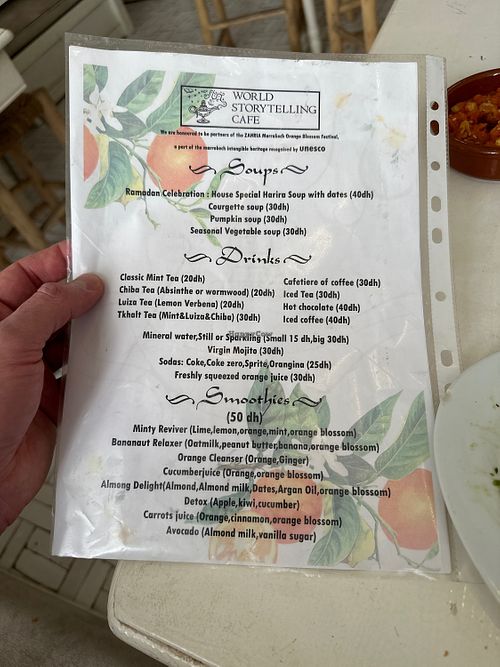 WORLD
STORYTELLING
CAFE
We are honoured to be partners of the ZAHRIA Marrakech Orange Blossom Festival,
a part of the marrakech intangible heritage recognised by unesco
Soups
Ramadan Celebration : House Special Harira Soup with dates (40dh)
Courgette soup (30dh)
Pumpkin soup (30dh)
Seasonal Vegetable soup (30dh)
Drinks
Classic Mint Tea (20dh)
Chiba Tea (Absinthe or wormwood) (20dh)
Luiza Tea (Lemon Verbena) (20dh)
Tkhalt Tea (Mint&Luiza&Chiba) (30dh)
Cafetiere of coffee (30dh)
Iced Tea (30dh)
Hot chocolate (40dh)
Iced coffee (40dh)
HappyCow
Mineral water,Still or Sparkling (Small 15 dh,big 30dh)
Virgin Mojito (30dh)
Sodas: Coke,Coke zero,Sprite,Orangina (25dh)
Freshly squeezed orange juice (30dh)
Smoothies
(50 dh)
Minty Reviver (Lime,lemon,orange,mint,orange blossom)
Bananaut Relaxer (Oatmilk,peanut butter,banana,orange blossom)
Orange Cleanser (Orange,Ginger)
Cucumberjuice (Orange,orange blossom)
Almong Delight(Almond,Almond milk,Dates,Argan Oil,orange blossom)
Detox (Apple,kiwi,cucumber)
Carrots juice (Orange,cinnamon,orange blossom)
Avocado (Almond milk,vanilla sugar)